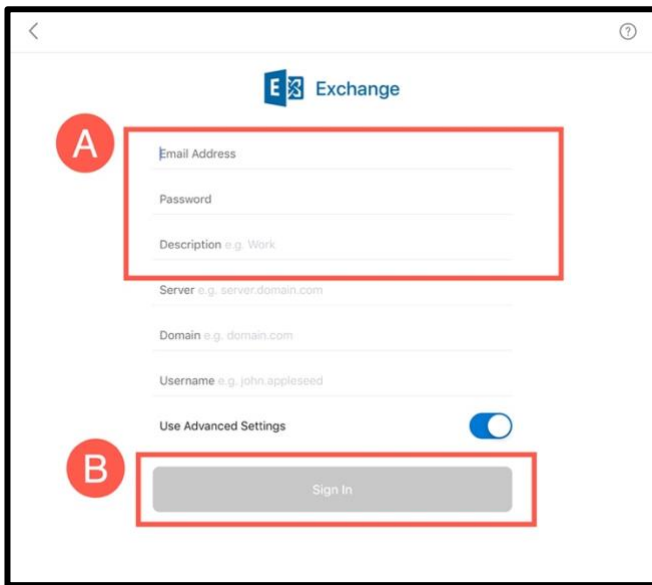 Exchange
A
Email Address
Password
Description e.g. Work
Server e.g. server.domain.com
Domain e.g. domain.com
Username e.g. john.appleseed
Use Advanced Settings
B
Sign In